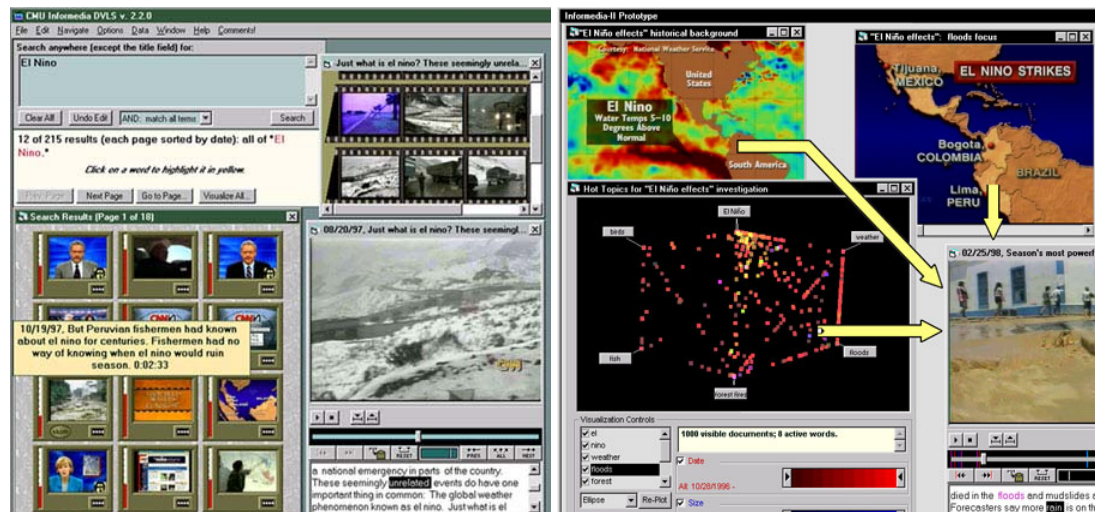 CMU Informedia DVLS v. 2.2.0
File Edit Navigate Options Data Window Help Comments!
Search anywhere (except the title field) for:
El Nino
Clear All! Undo Edit AND: match all terms Search
12 of 215 results (each page sorted by date): all of "El
Nino."
Click on a word to highlight it in yellow.
Prev Page Next Page Go to Page... Visualize All...
Just what is el nino? These seemingly unrela...
Search Results (Page 1 of 18)
10/19/97, But Peruvian fishermen had known
about el nino for centuries. Fishermen had no
way of knowing when el nino would ruin
season. 0:02:33
08/20/97, Just what is el nino? These seemingl...
RESET PREV ALL NEXT
a national emergency in parts of the country.
These seemingly unrelated events do have one
important thing in common: The global weather
phenomenon known as el nino. Just what is el
Informedia-II Prototype
"El Niño effects" historical background
Courtesy: National Weather Service
United
States
El Nino
Water Temps 5-10
Degrees Above
Normal
South America
"El Niño effects": floods focus
Tijuana,
MEXICO
EL NINO STRIKES
Bogota,
COLOMBIA
BRAZIL
Lima,
PERU
Hot Topics for "El Niño effects" investigation
El Niño
birds
weather
fish
floods
forest fires
Visualization Controls
el
nino
weather
floods
forest
Ellipse Re-Plot
1000 visible documents; 8 active words.
Date
All: 10/28/1996 -
Size
02/25/98, Season's most powerf
RESET
died in the floods and mudslides a
Forecasters say more rain is on th